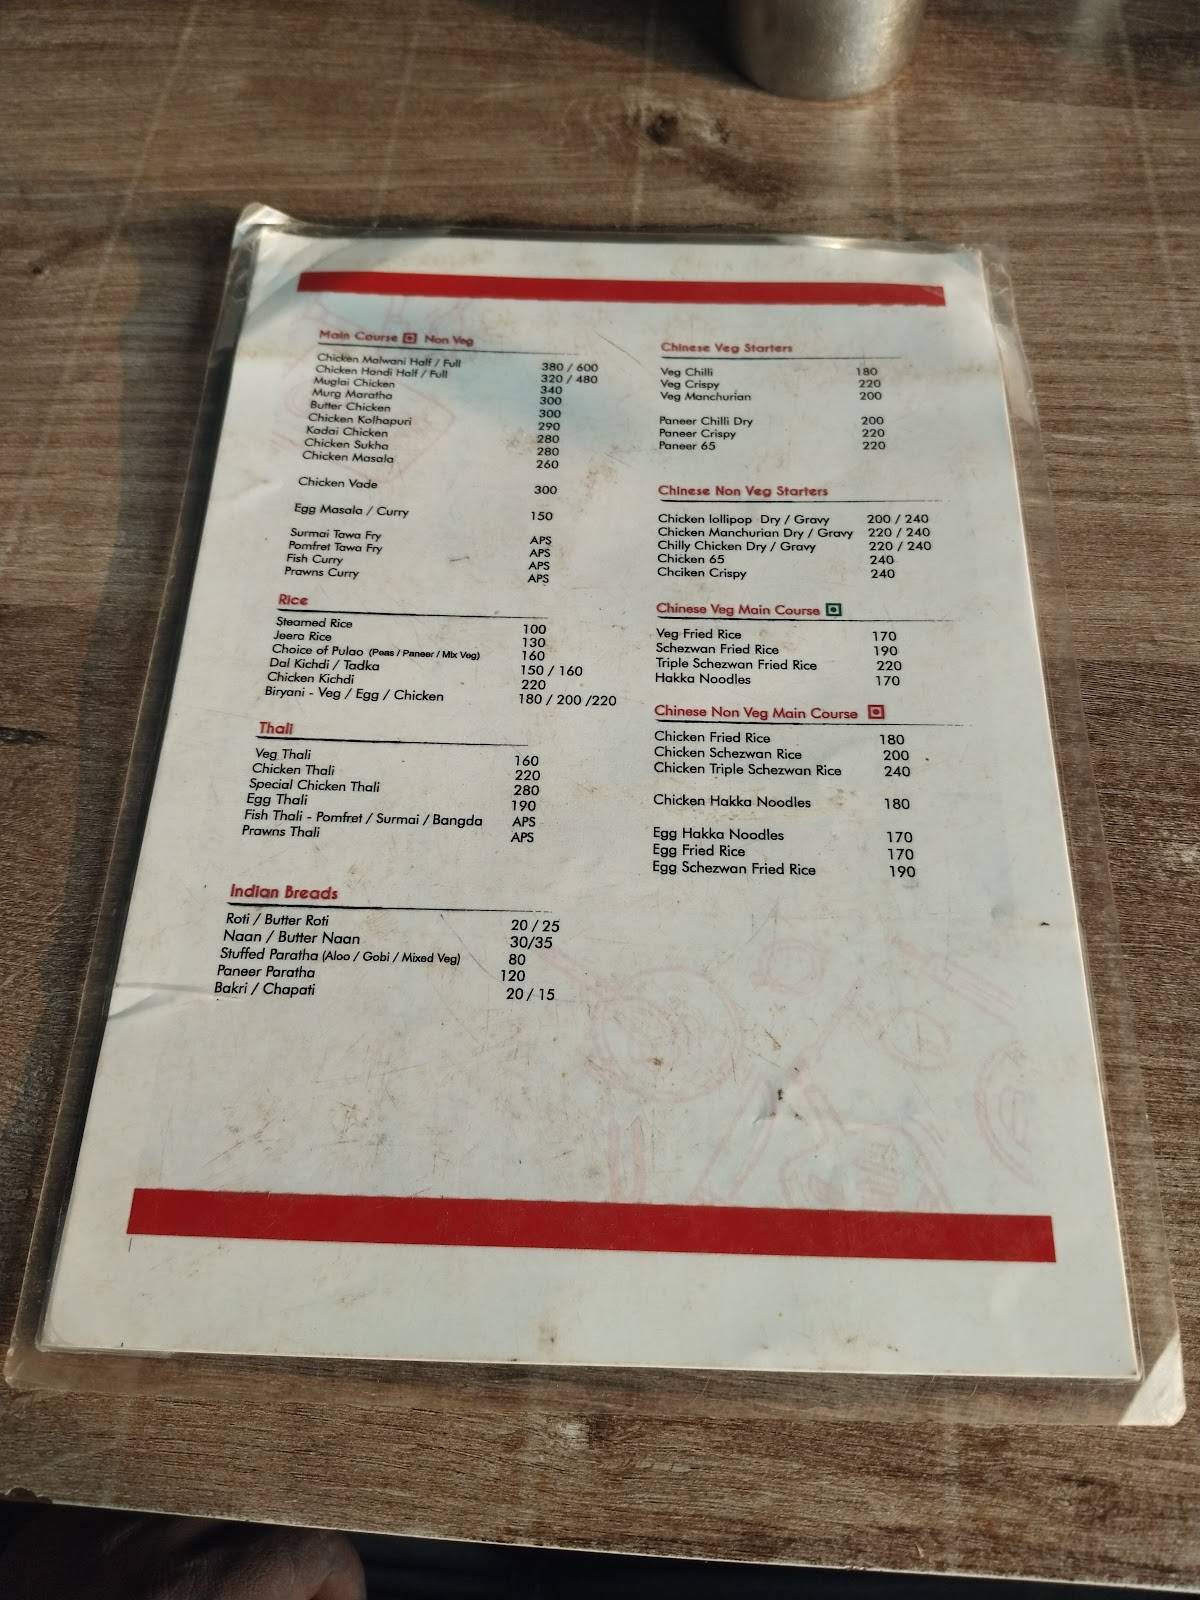 Main Course Non Veg
Chicken Malwani Half / Full 380 / 600
Chicken Handi Half / Full 320 / 480
Muglai Chicken 340
Murg Maratha 300
Butter Chicken 300
Chicken Kolhapuri 290
Kadai Chicken 280
Chicken Sukha 280
Chicken Masala 260
Chicken Vade 300
Egg Masala / Curry 150
Surmai Tawa Fry APS
Pomfret Tawa Fry APS
Fish Curry APS
Prawns Curry APS
Rice
Steamed Rice 100
Jeera Rice 130
Choice of Pulao (Peas / Paneer / Mix Veg) 160
Dal Kichdi / Tadka 150 / 160
Chicken Kichdi 220
Biryani - Veg / Egg / Chicken 180 / 200 /220
Thali
Veg Thali 160
Chicken Thali 220
Special Chicken Thali 280
Egg Thali 190
Fish Thali - Pomfret / Surmai / Bangda APS
Prawns Thali APS
Indian Breads
Roti / Butter Roti 20 / 25
Naan / Butter Naan 30/35
Stuffed Paratha (Aloo / Gobi / Mixed Veg) 80
Paneer Paratha 120
Bakri / Chapati 20 / 15
Chinese Veg Starters
Veg Chilli 180
Veg Crispy 220
Veg Manchurian 200
Paneer Chilli Dry 200
Paneer Crispy 220
Paneer 65 220
Chinese Non Veg Starters
Chicken lollipop Dry / Gravy 200 / 240
Chicken Manchurian Dry / Gravy 220 / 240
Chilly Chicken Dry / Gravy 220 / 240
Chicken 65 240
Chciken Crispy 240
Chinese Veg Main Course
Veg Fried Rice 170
Schezwan Fried Rice 190
Triple Schezwan Fried Rice 220
Hakka Noodles 170
Chinese Non Veg Main Course
Chicken Fried Rice 180
Chicken Schezwan Rice 200
Chicken Triple Schezwan Rice 240
Chicken Hakka Noodles 180
Egg Hakka Noodles 170
Egg Fried Rice 170
Egg Schezwan Fried Rice 190